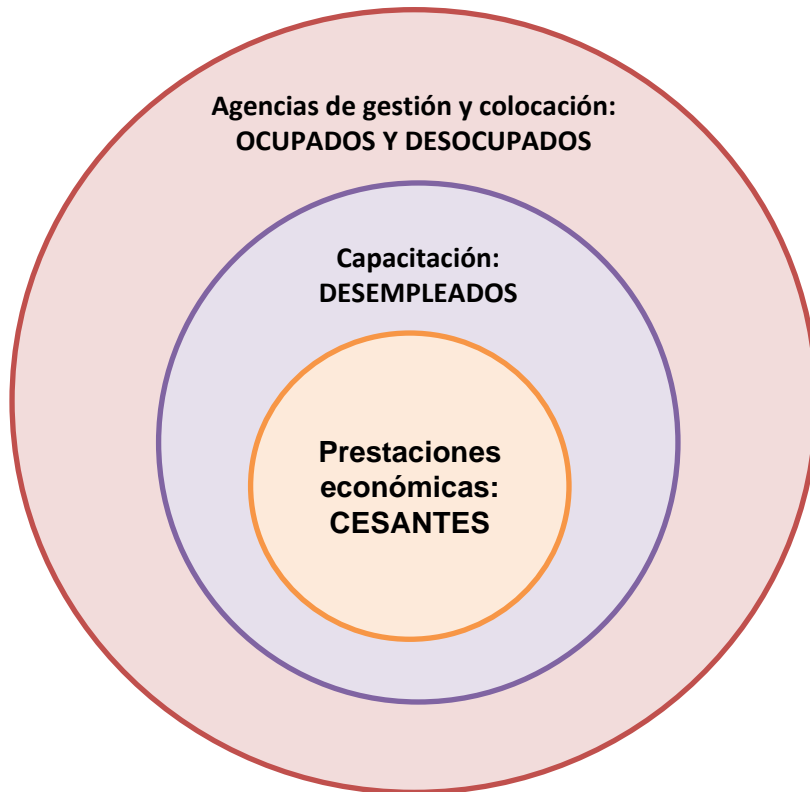 Agencias de gestión y colocación:
OCUPADOS Y DESOCUPADOS
Capacitación:
DESEMPLEADOS
Prestaciones
económicas:
CESANTES